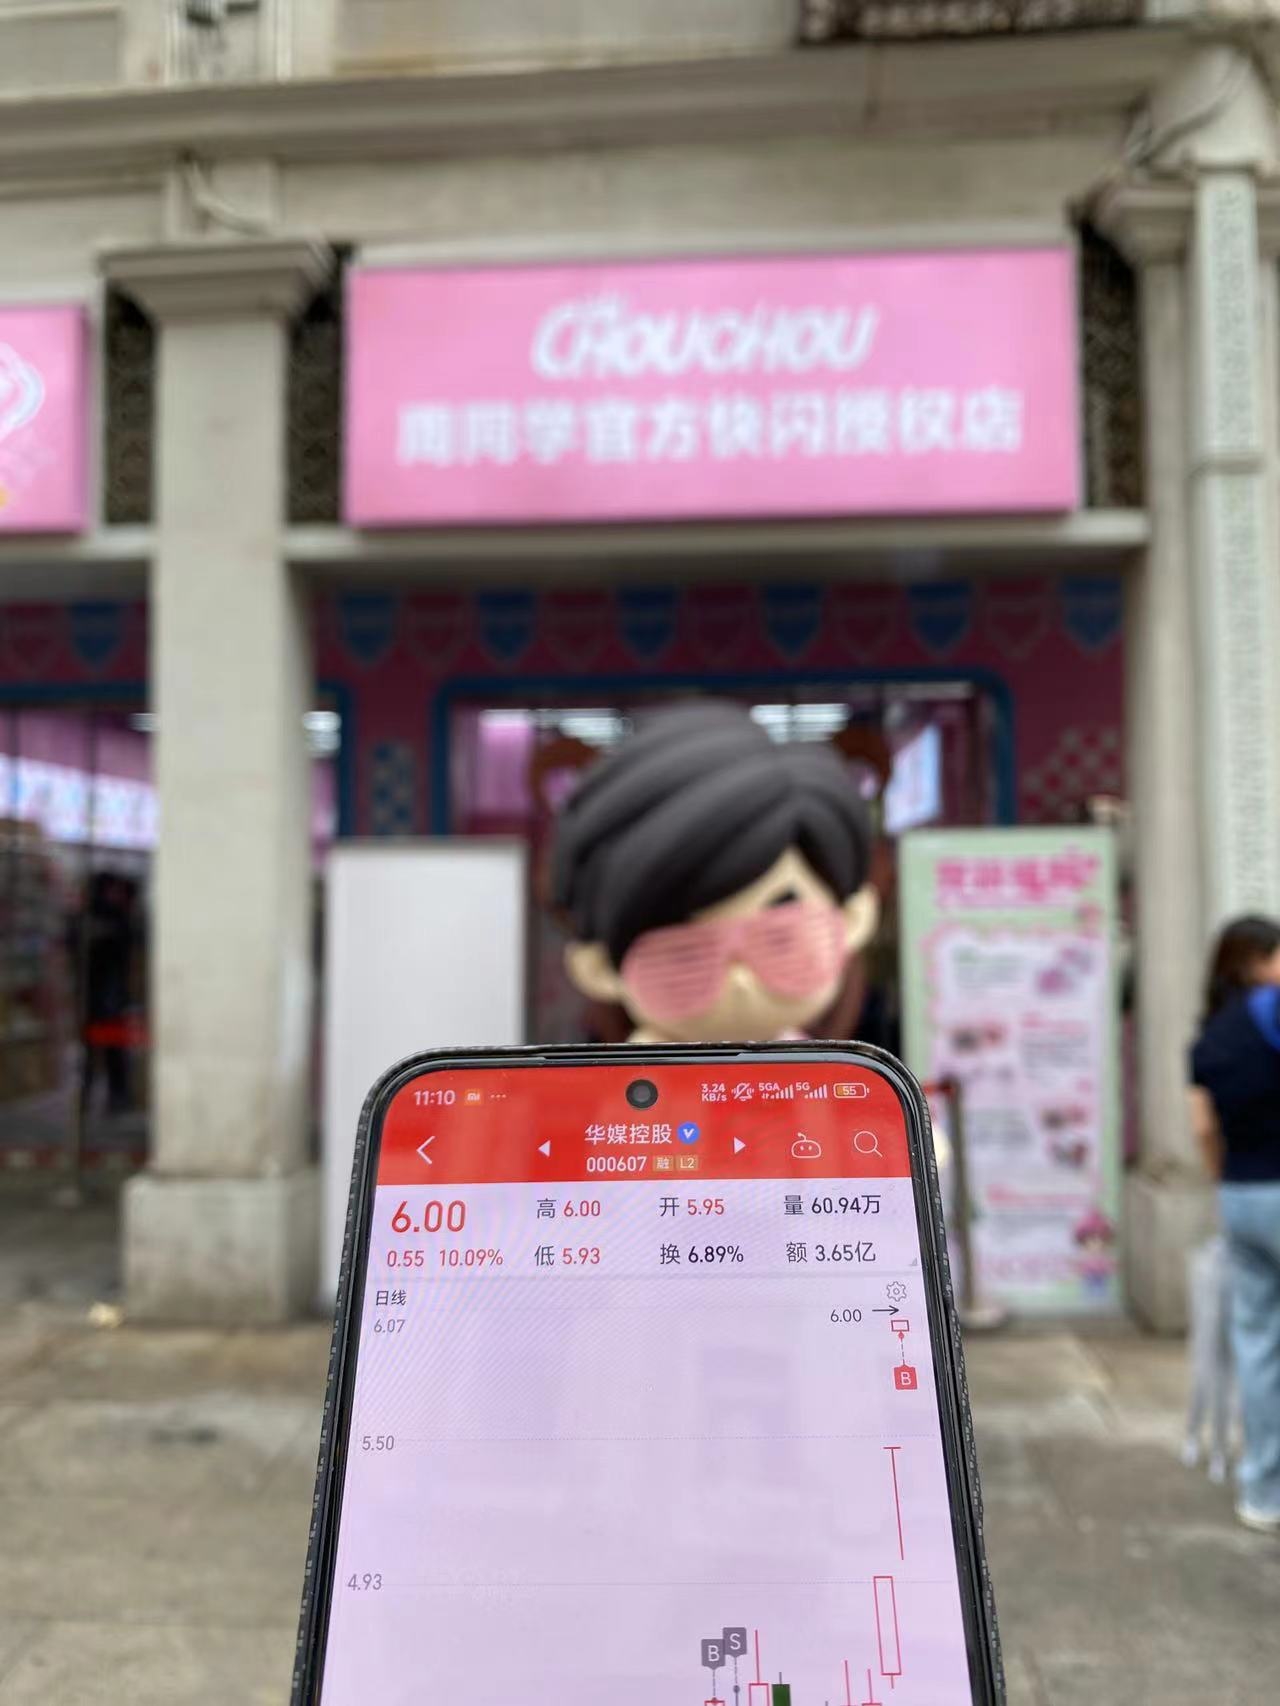 CHOUCHOU
周同学官方快闪授权店
11:10
3.24 KB/s 5GA 5G 55
华媒控股
000607 融 L2
6.00 高 6.00 开 5.95 量 60.94万
0.55 10.09% 低 5.93 换 6.89% 额 3.65亿
日线
6.07
6.00
B
5.50
4.93
B S